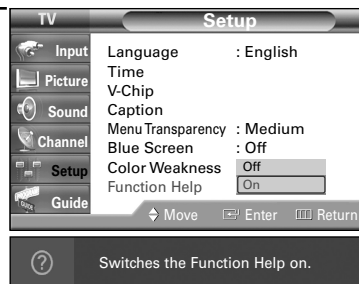 TV Setup
Input
Picture
Sound
Channel
Setup
Guide
Language : English
Time
V-Chip
Caption
Menu Transparency : Medium
Blue Screen : Off
Color Weakness Off
Function Help On
Move Enter Return
? Switches the Function Help on.